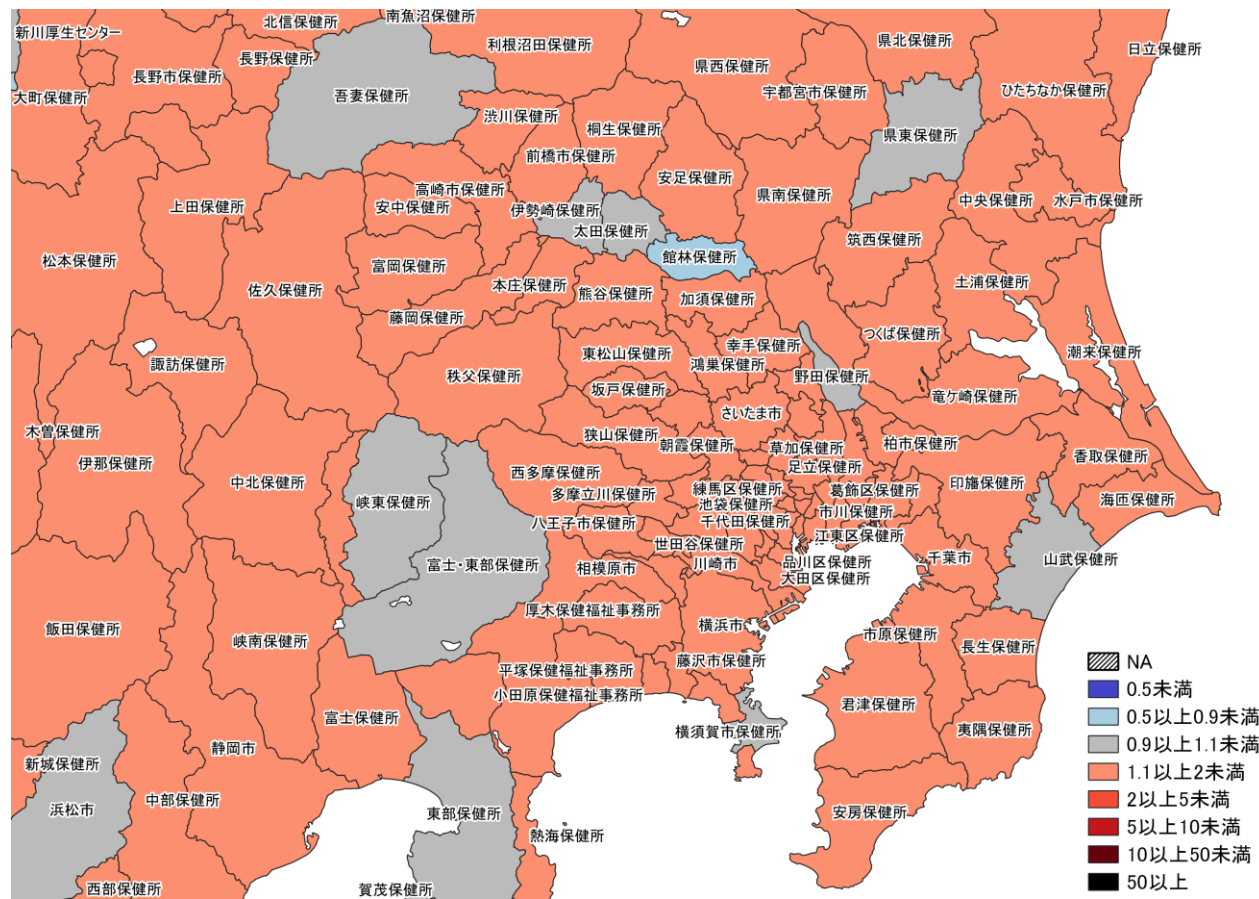 新川厚生センター
北信保健所
南魚沼保健所
利根沼田保健所
県北保健所
日立保健所
長野保健所
長野市保健所
県西保健所
大町保健所
吾妻保健所
宇都宮市保健所
ひたちなか保健所
渋川保健所
桐生保健所
県東保健所
前橋市保健所
安足保健所
高崎市保健所
県南保健所
上田保健所
安中保健所
伊勢崎保健所
太田保健所
中央保健所
水戸市保健所
筑西保健所
松本保健所
富岡保健所
館林保健所
佐久保健所
本庄保健所
熊谷保健所
加須保健所
土浦保健所
藤岡保健所
つくば保健所
諏訪保健所
東松山保健所
幸手保健所
鴻巣保健所
潮来保健所
秩父保健所
野田保健所
坂戸保健所
竜ケ崎保健所
さいたま市
木曽保健所
狭山保健所
朝霞保健所
草加保健所
柏市保健所
伊那保健所
香取保健所
西多摩保健所
足立保健所
中北保健所
印旛保健所
多摩立川保健所
練馬区保健所
葛飾区保健所
海匝保健所
峡東保健所
池袋保健所
市川保健所
八王子市保健所
千代田保健所
江東区保健所
世田谷保健所
千葉市
富士・東部保健所
相模原市
川崎市
品川区保健所
山武保健所
大田区保健所
厚木保健福祉事務所
飯田保健所
横浜市
市原保健所
峡南保健所
長生保健所
平塚保健福祉事務所
藤沢市保健所
小田原保健福祉事務所
君津保健所
富士保健所
横須賀市保健所
夷隅保健所
静岡市
新城保健所
中部保健所
浜松市
東部保健所
安房保健所
熱海保健所
西部保健所
賀茂保健所
NA
0.5未満
0.5以上0.9未満
0.9以上1.1未満
1.1以上2未満
2以上5未満
5以上10未満
10以上50未満
50以上